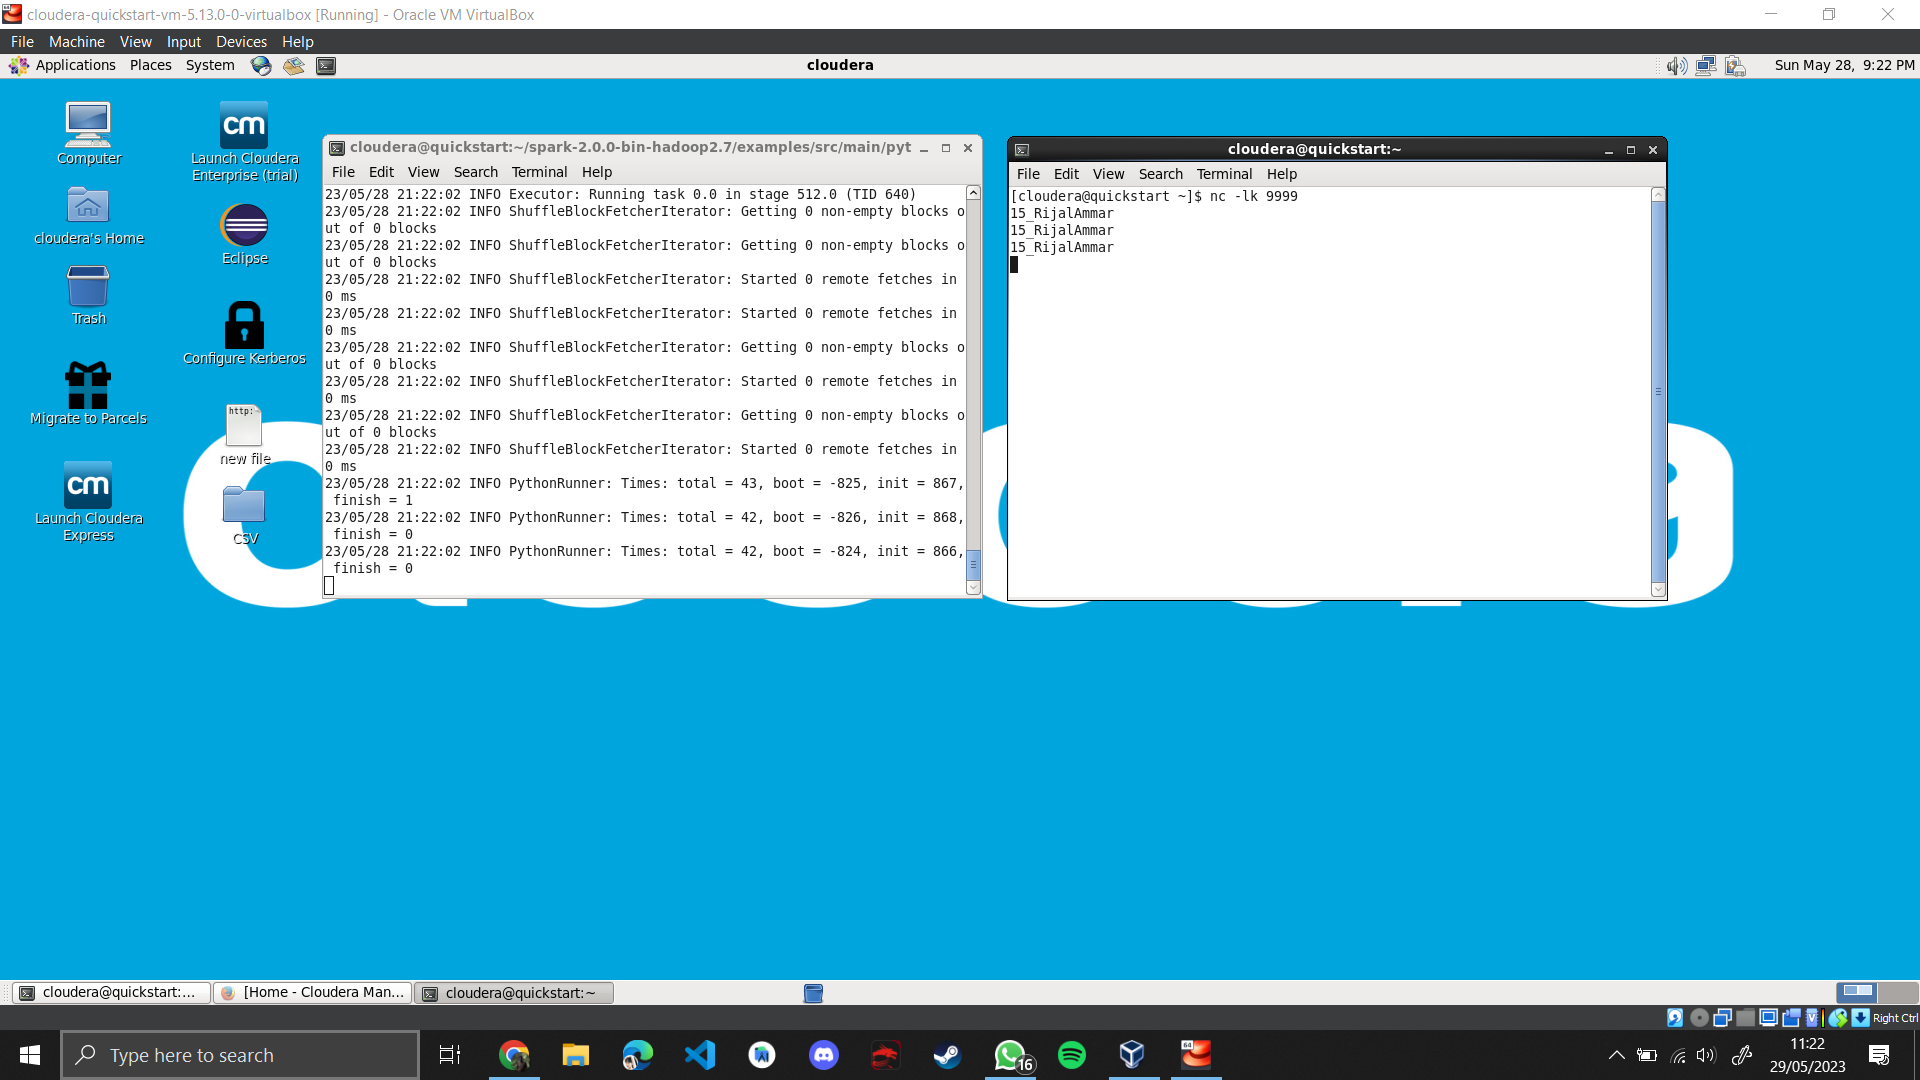 cloudera-quickstart-vm-5.13.0-0-virtualbox [Running] - Oracle VM VirtualBox
File Machine View Input Devices Help
Applications Places System
cloudera
Sun May 28, 9:22 PM
Computer
Launch Cloudera
Enterprise (trial)
cloudera's Home
Eclipse
Trash
Configure Kerberos
Migrate to Parcels
http:
new file
Launch Cloudera
Express
CSV
cm
cm
cloudera@quickstart:~/spark-2.0.0-bin-hadoop2.7/examples/src/main/pyt
File Edit View Search Terminal Help
23/05/28 21:22:02 INFO Executor: Running task 0.0 in stage 512.0 (TID 640)
23/05/28 21:22:02 INFO ShuffleBlockFetcherIterator: Getting 0 non-empty blocks o
ut of 0 blocks
23/05/28 21:22:02 INFO ShuffleBlockFetcherIterator: Getting 0 non-empty blocks o
ut of 0 blocks
23/05/28 21:22:02 INFO ShuffleBlockFetcherIterator: Started 0 remote fetches in
0 ms
23/05/28 21:22:02 INFO ShuffleBlockFetcherIterator: Started 0 remote fetches in
0 ms
23/05/28 21:22:02 INFO ShuffleBlockFetcherIterator: Getting 0 non-empty blocks o
ut of 0 blocks
23/05/28 21:22:02 INFO ShuffleBlockFetcherIterator: Started 0 remote fetches in
0 ms
23/05/28 21:22:02 INFO ShuffleBlockFetcherIterator: Getting 0 non-empty blocks o
ut of 0 blocks
23/05/28 21:22:02 INFO ShuffleBlockFetcherIterator: Started 0 remote fetches in
0 ms
23/05/28 21:22:02 INFO PythonRunner: Times: total = 43, boot = -825, init = 867,
finish = 1
23/05/28 21:22:02 INFO PythonRunner: Times: total = 42, boot = -826, init = 868,
finish = 0
23/05/28 21:22:02 INFO PythonRunner: Times: total = 42, boot = -824, init = 866,
finish = 0
cloudera@quickstart:~
File Edit View Search Terminal Help
[cloudera@quickstart ~]$ nc -lk 9999
15_RijalAmmar
15_RijalAmmar
15_RijalAmmar
cloudera@quickstart:...
[Home - Cloudera Man...
cloudera@quickstart:~
Right Ctrl
Type here to search
16
64
11:22
29/05/2023